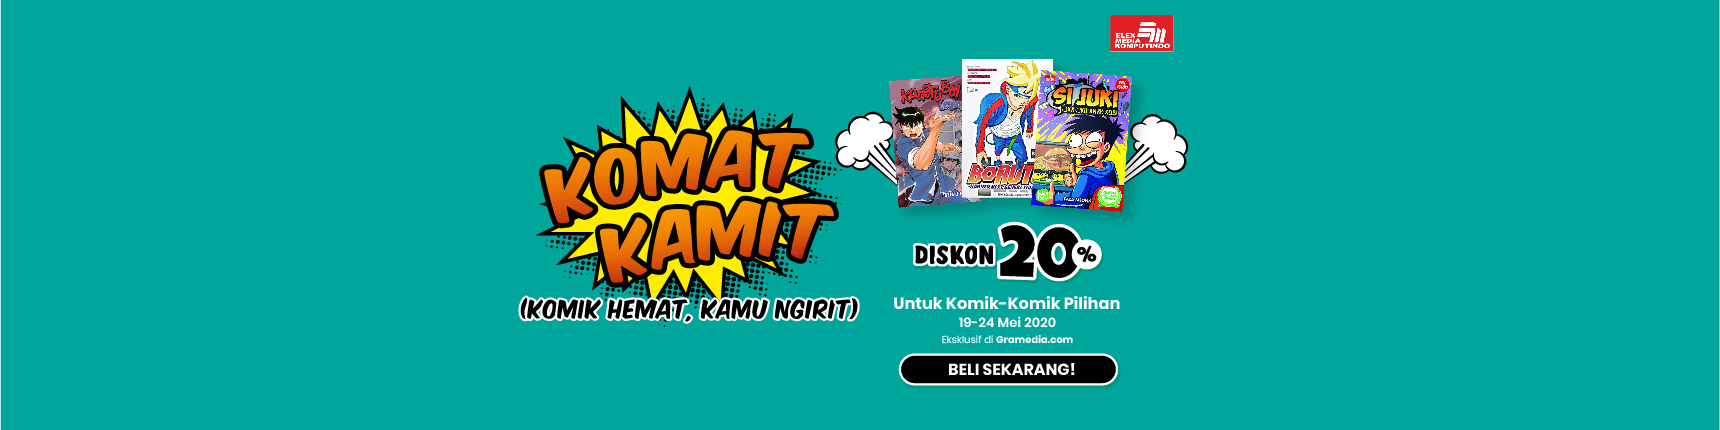 KOMAT
KAMIT
(KOMIK HEMAT, KAMU NGIRIT)
ELEX
MEDIA
KOMPUTINDO
BORUT
SI JUKI
DISKON 20%
Untuk Komik-Komik Pilihan
19-24 Mei 2020
Eksklusif di Gramedia.com
BELI SEKARANG!